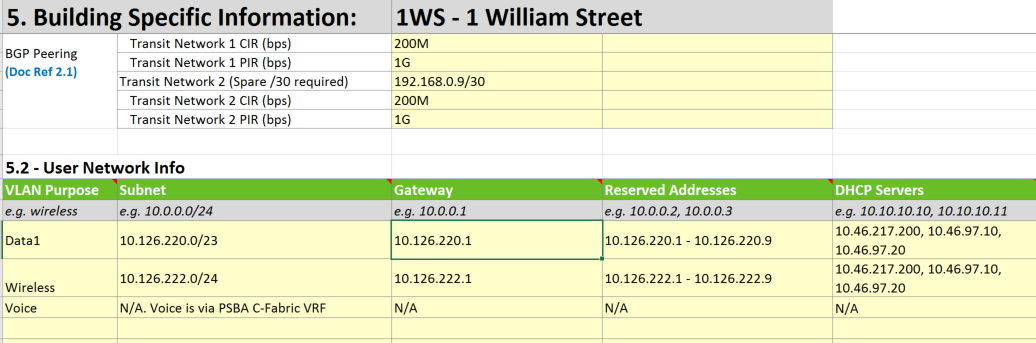 5. Building Specific Information: 1WS - 1 William Street
BGP Peering
(Doc Ref 2.1)
Transit Network 1 CIR (bps) 200M
Transit Network 1 PIR (bps) 1G
Transit Network 2 (Spare /30 required) 192.168.0.9/30
Transit Network 2 CIR (bps) 200M
Transit Network 2 PIR (bps) 1G
5.2 - User Network Info
VLAN Purpose Subnet Gateway Reserved Addresses DHCP Servers
e.g. wireless e.g. 10.0.0.0/24 e.g. 10.0.0.1 e.g. 10.0.0.2, 10.0.0.3 e.g. 10.10.10.10, 10.10.10.11
Data1 10.126.220.0/23 10.126.220.1 10.126.220.1 - 10.126.220.9 10.46.217.200, 10.46.97.10,
10.46.97.20
Wireless 10.126.222.0/24 10.126.222.1 10.126.222.1 - 10.126.222.9 10.46.217.200, 10.46.97.10,
10.46.97.20
Voice N/A. Voice is via PSBA C-Fabric VRF N/A N/A N/A